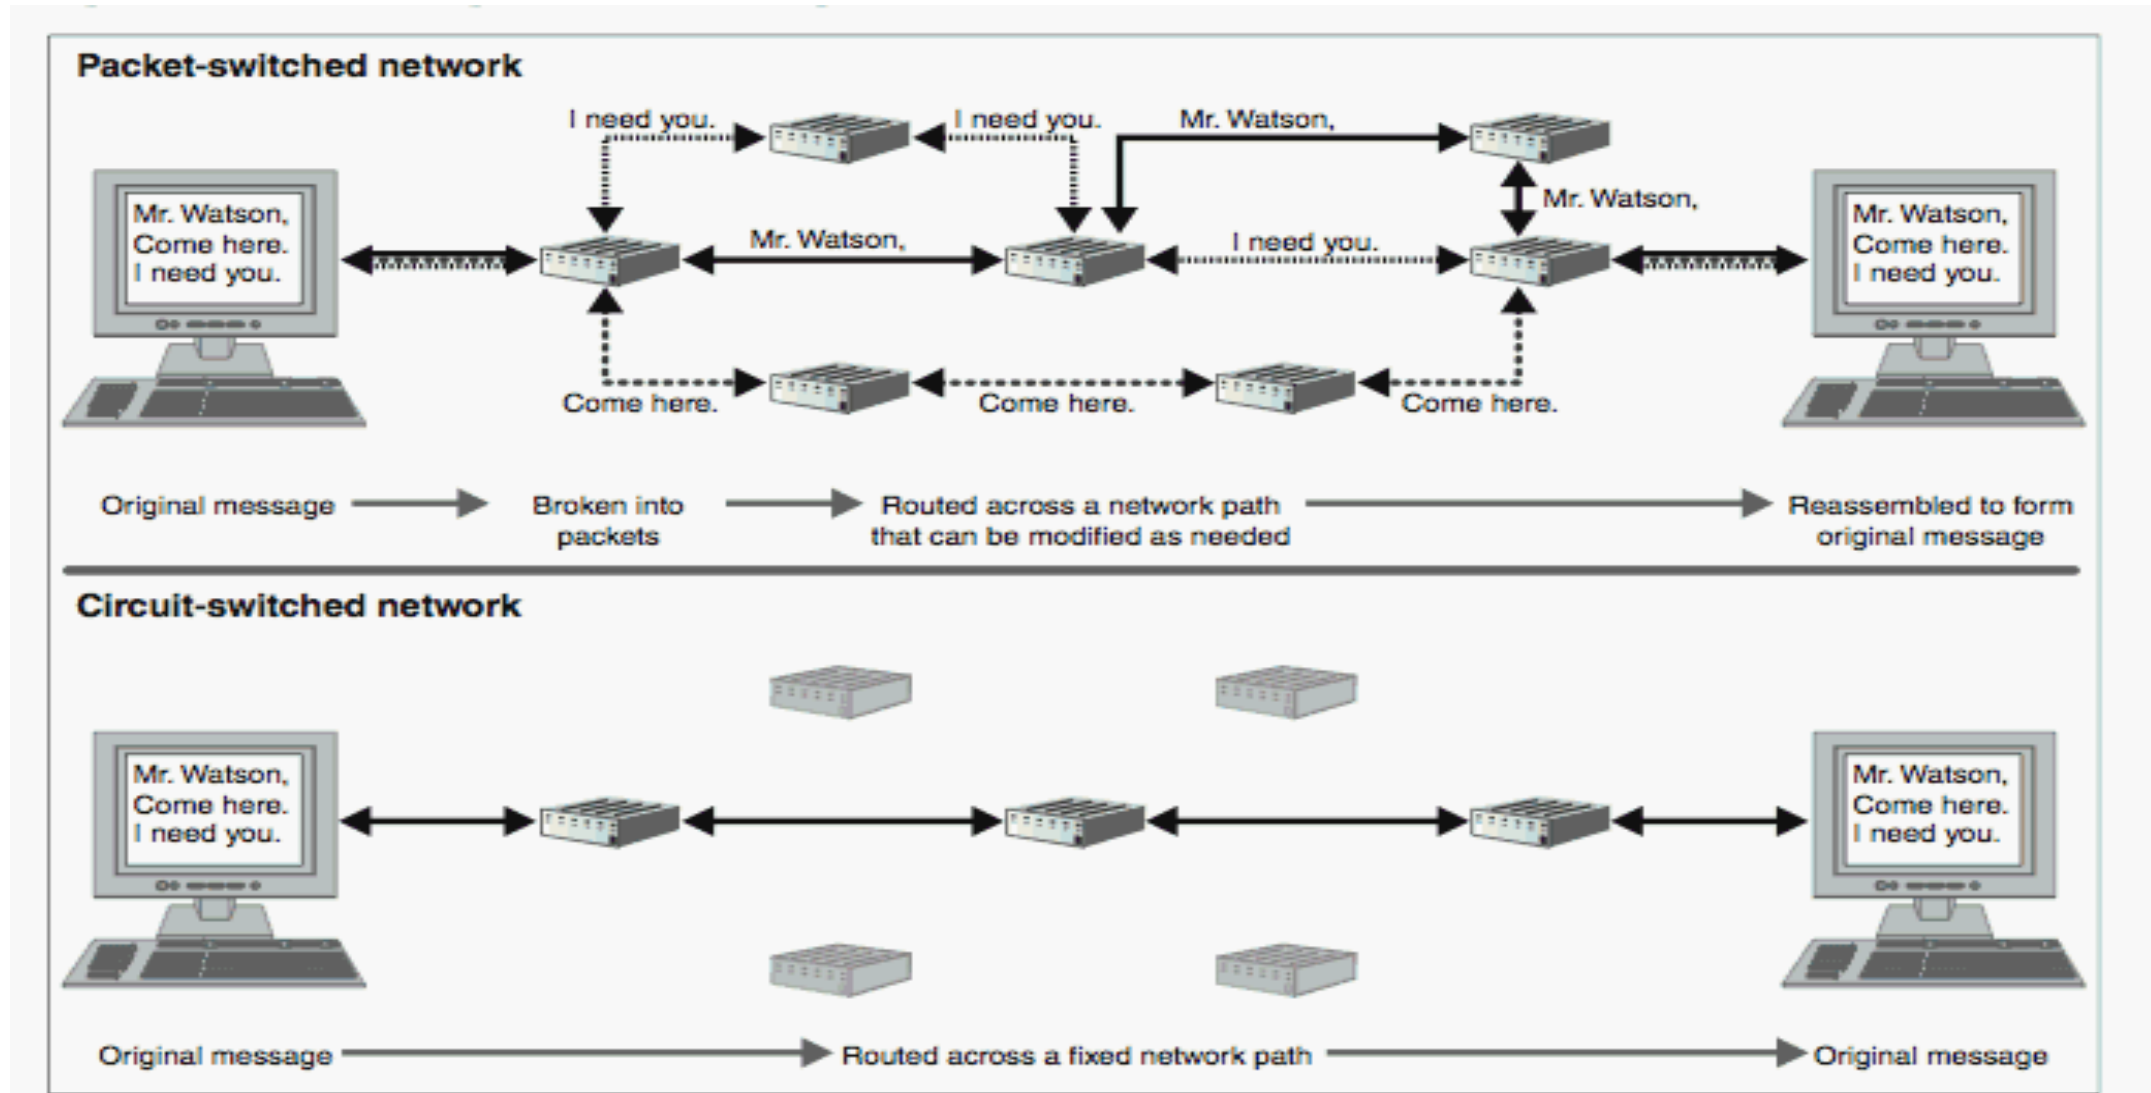 Packet-switched network
I need you.
I need you.
Mr. Watson,
Mr. Watson,
Come here.
I need you.
Mr. Watson,
I need you.
Mr. Watson,
Mr. Watson,
Come here.
I need you.
Come here.
Come here.
Come here.
Original message
Broken into
packets
Routed across a network path
that can be modified as needed
Reassembled to form
original message
Circuit-switched network
Mr. Watson,
Come here.
I need you.
Mr. Watson,
Come here.
I need you.
Original message
Routed across a fixed network path
Original message